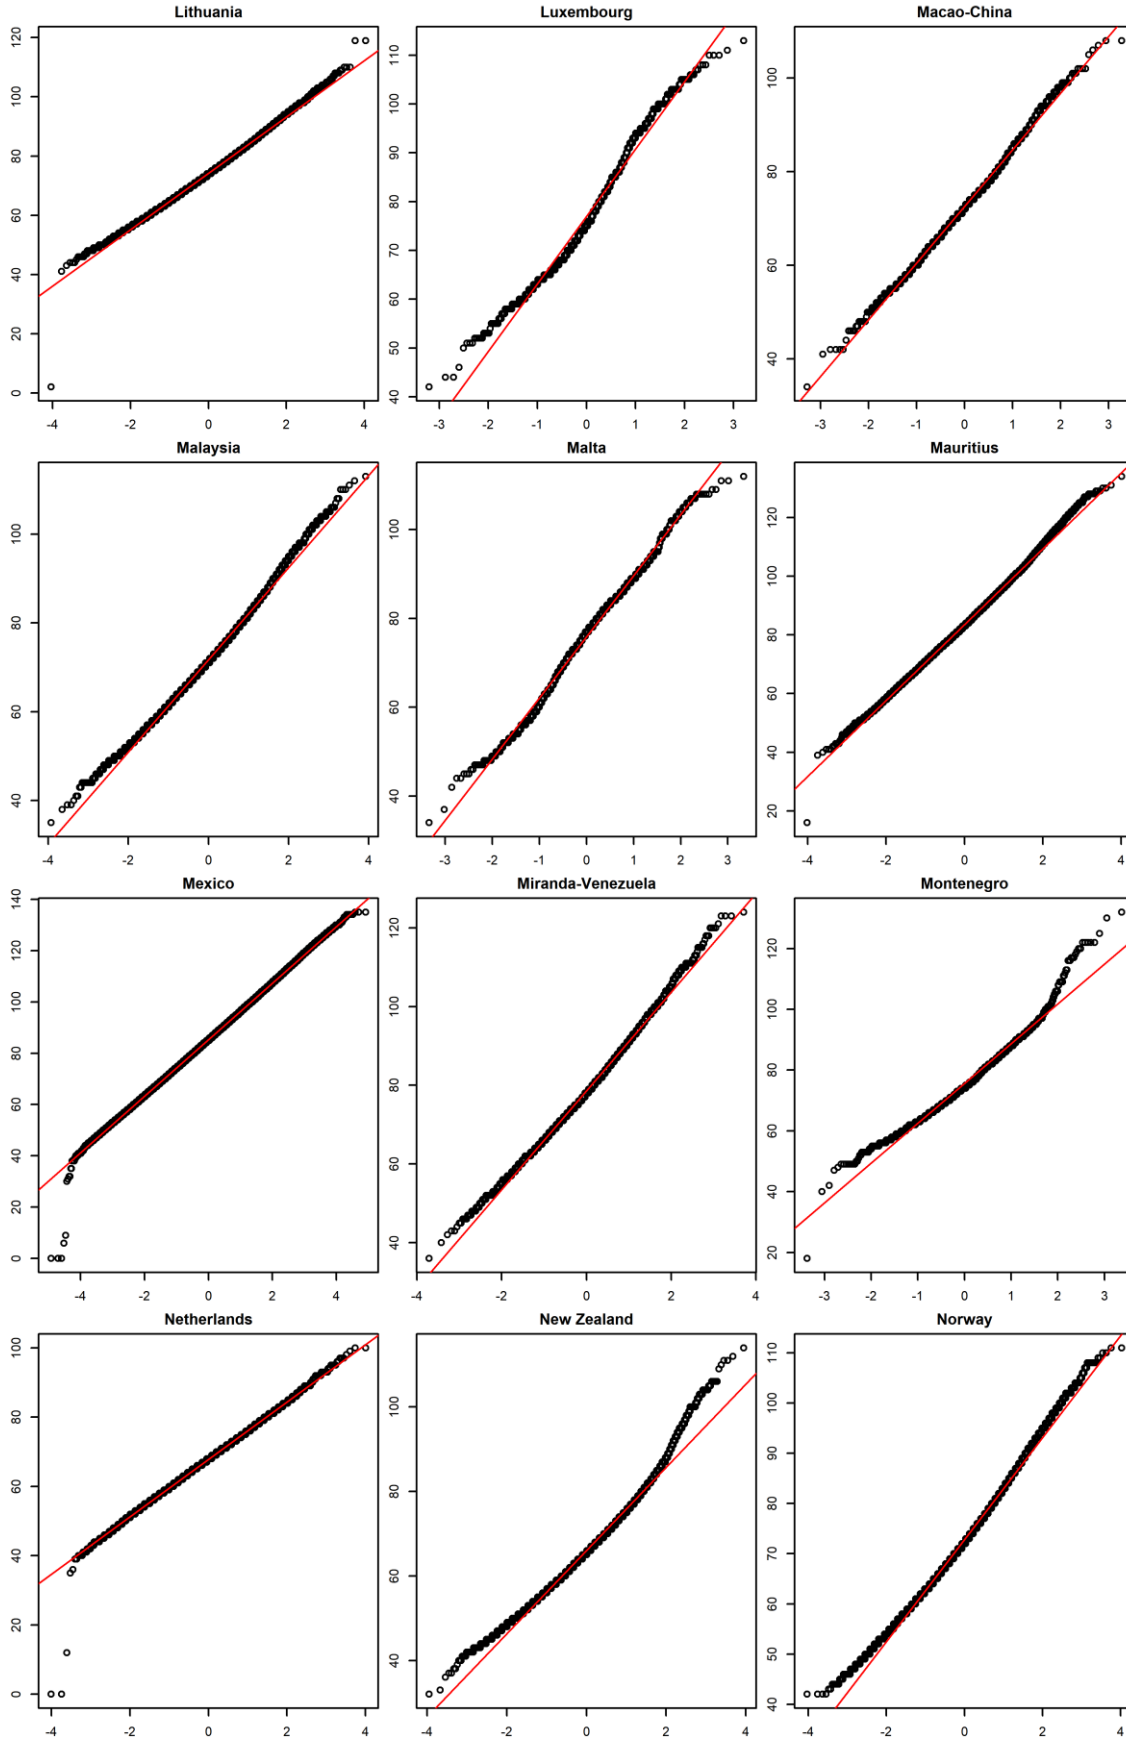 Lithuania
0 20 40 60 80 100 120
-4 -2 0 2 4
Luxembourg
40 50 60 70 80 90 100 110
-3 -2 -1 0 1 2 3
Macao-China
40 60 80 100
-3 -2 -1 0 1 2 3
Malaysia
40 60 80 100
-4 -2 0 2 4
Malta
40 60 80 100
-3 -2 -1 0 1 2 3
Mauritius
20 40 60 80 100 120
-4 -2 0 2 4
Mexico
0 20 40 60 80 100 120 140
-4 -2 0 2 4
Miranda-Venezuela
40 60 80 100 120
-4 -3 -2 -1 0 1 2 3 4
Montenegro
20 40 60 80 100 120
-3 -2 -1 0 1 2 3
Netherlands
0 20 40 60 80 100
-4 -2 0 2 4
New Zealand
40 60 80 100
-4 -2 0 2 4
Norway
40 50 60 70 80 90 100 110
-4 -2 0 2 4